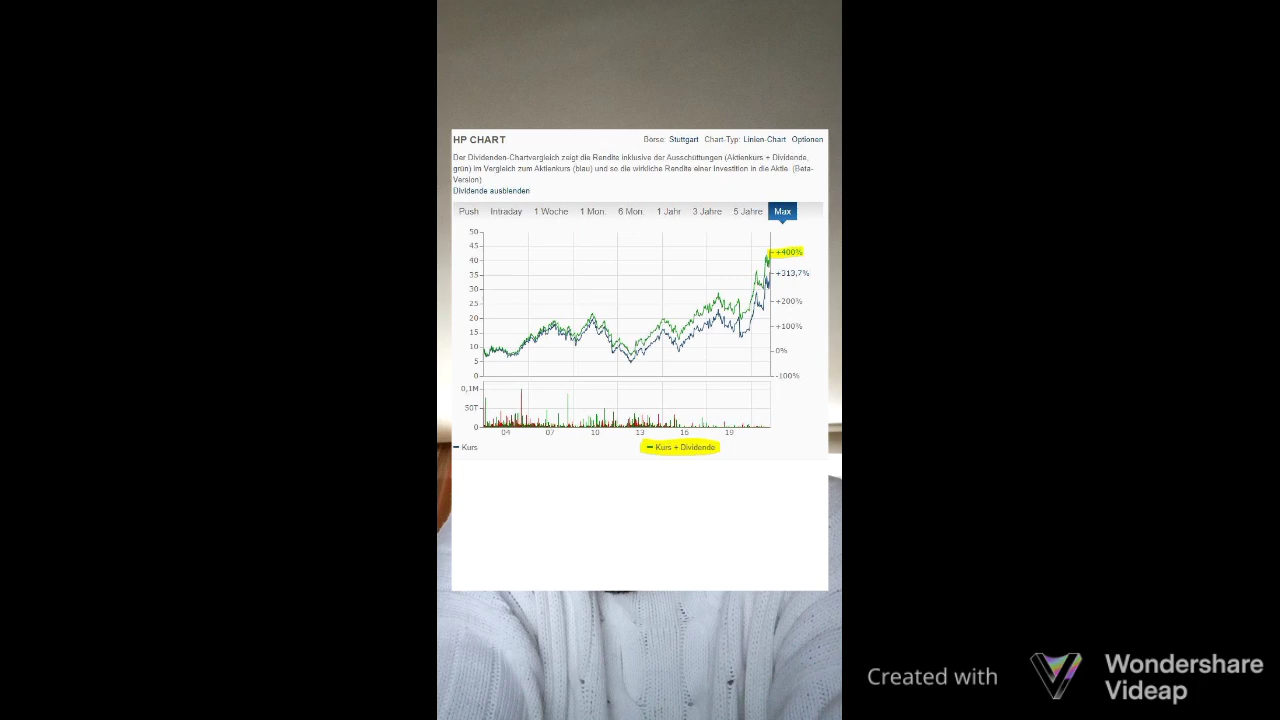 HP CHART
Börse: Stuttgart Chart-Typ: Linien-Chart Optionen
Der Dividenden-Chartvergleich zeigt die Rendite inklusive der Ausschüttungen (Aktienkurs + Dividende,
grün) im Vergleich zum Aktienkurs (blau) und so die wirkliche Rendite einer Investition in die Aktie. (Beta-
Version)
Dividende ausblenden
Push Intraday 1 Woche 1 Mon. 6 Mon. 1 Jahr 3 Jahre 5 Jahre Max
50
45
40
35
30
25
20
15
10
5
0
+400%
+313,7%
+200%
+100%
0%
-100%
0,1M
50T
0
04 07 10 13 16 19
Kurs Kurs + Dividende
Created with Wondershare
Videap